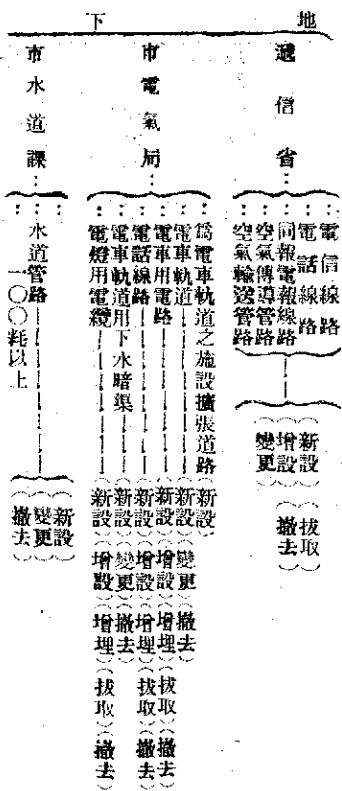 地下
遞信省：
電信線路
電話線路
同報電報線路
空氣傳導管路
空氣輸送管路
（新設）（拔取）
（增設）（撤去）
（變更）
市電氣局：
爲電車軌道之施設擴張道路（新設）
電車軌道（新設）（變更）（撤去）
電車用電路（新設）（增設）（增埋）（拔取）（撤去）
電話線路（新設）（增設）（增埋）（拔取）（撤去）
電車軌道用下水暗渠（新設）（變更）（撤去）
電燈用電纜（新設）（增設）（增埋）（拔取）（撤去）
市水道課：
水道管路
一〇〇粍以上
（新設）
（變更）
（撤去）